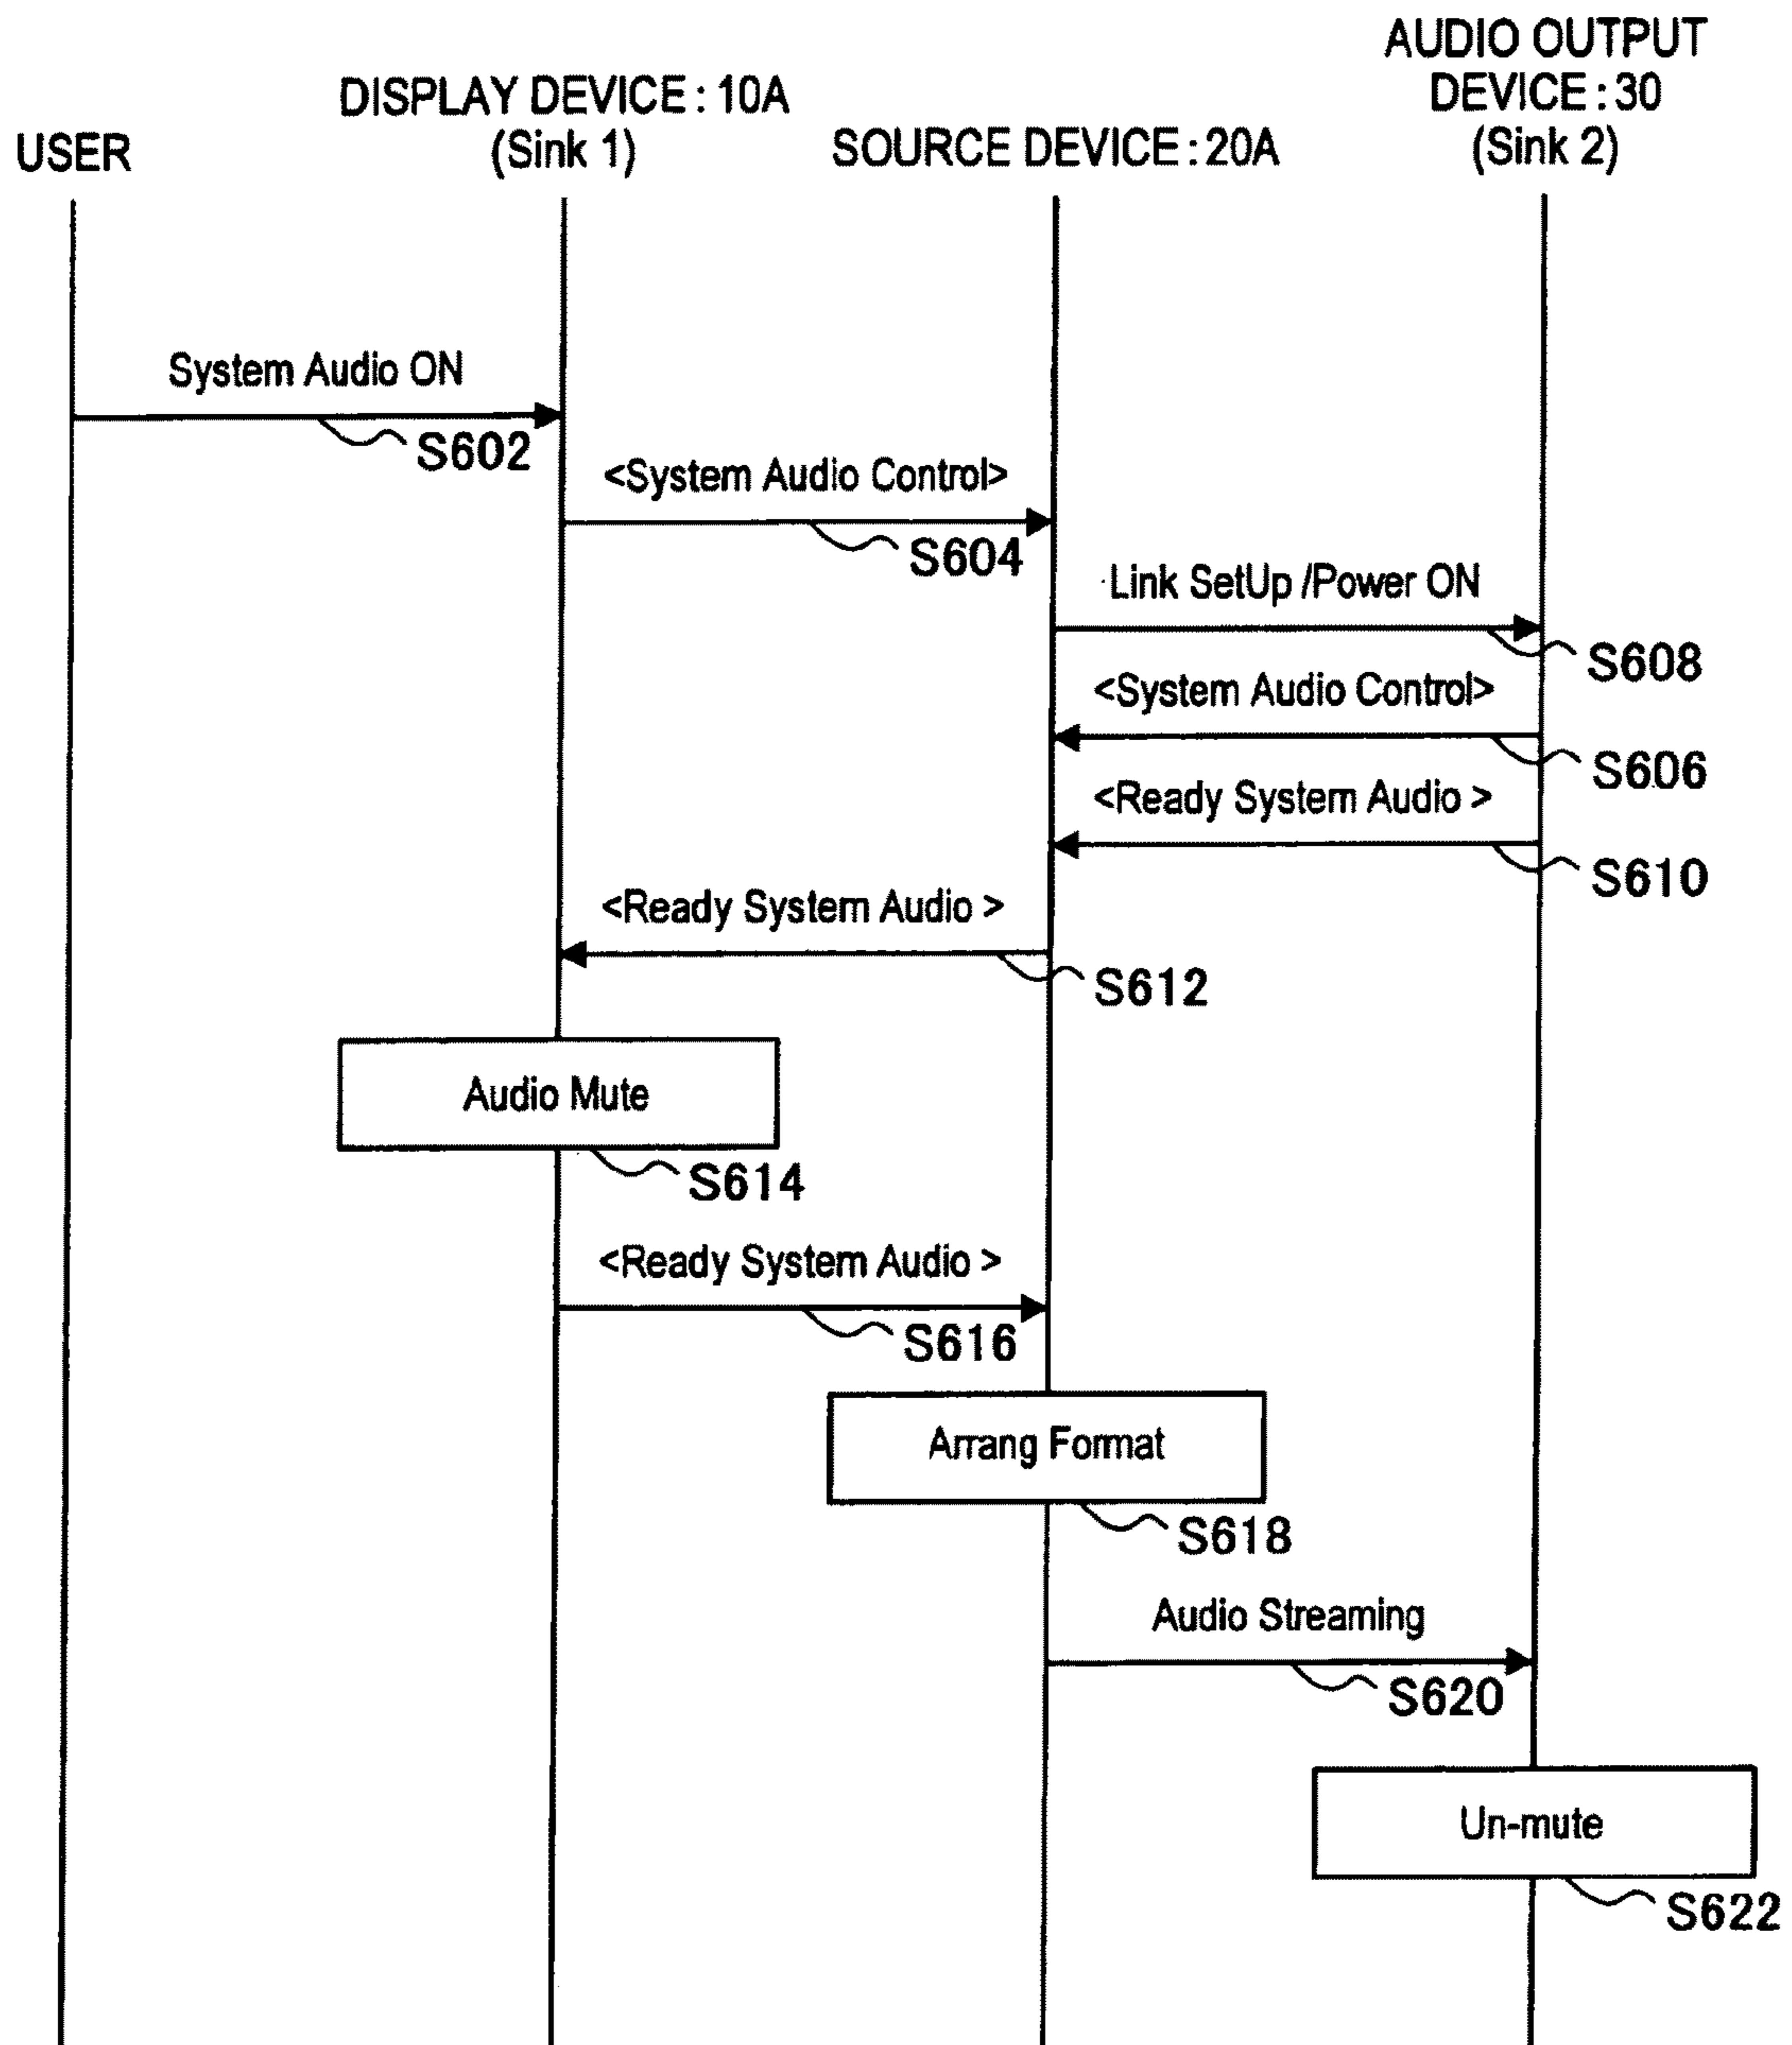 USER
DISPLAY DEVICE : 10A
(Sink 1)
SOURCE DEVICE : 20A
AUDIO OUTPUT
DEVICE : 30
(Sink 2)
System Audio ON
S602
<System Audio Control>
S604
Link SetUp /Power ON
S608
<System Audio Control>
S606
<Ready System Audio >
S610
<Ready System Audio >
S612
Audio Mute
S614
<Ready System Audio >
S616
Arrang Format
S618
Audio Streaming
S620
Un-mute
S622